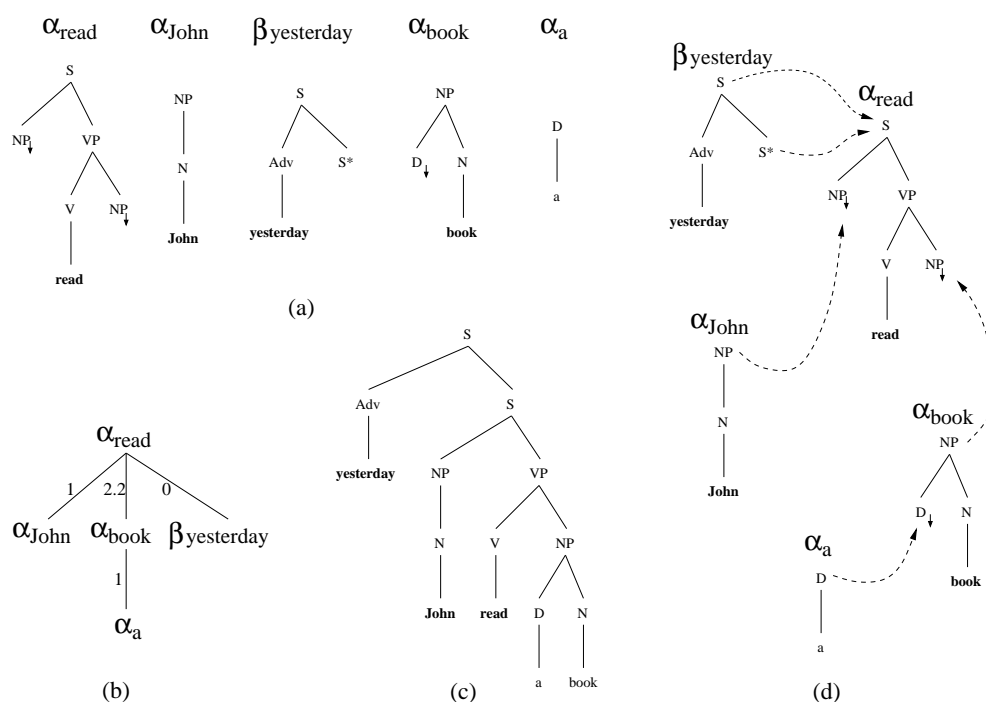 αread αJohn βyesterday αbook αa
S
NP↓ VP
V NP↓
read
NP
N
John
S
Adv S*
yesterday
NP
D↓ N
book
D
a
(a)
αread
1 2.2 0
αJohn αbook βyesterday
1
αa
(b)
S
Adv S
yesterday NP VP
N V NP
John read D N
a book
(c)
βyesterday
S
Adv S*
yesterday
αread
S
NP↓ VP
V NP↓
read
αJohn
NP
N
John
αbook
NP
D↓ N
book
αa
D
a
(d)